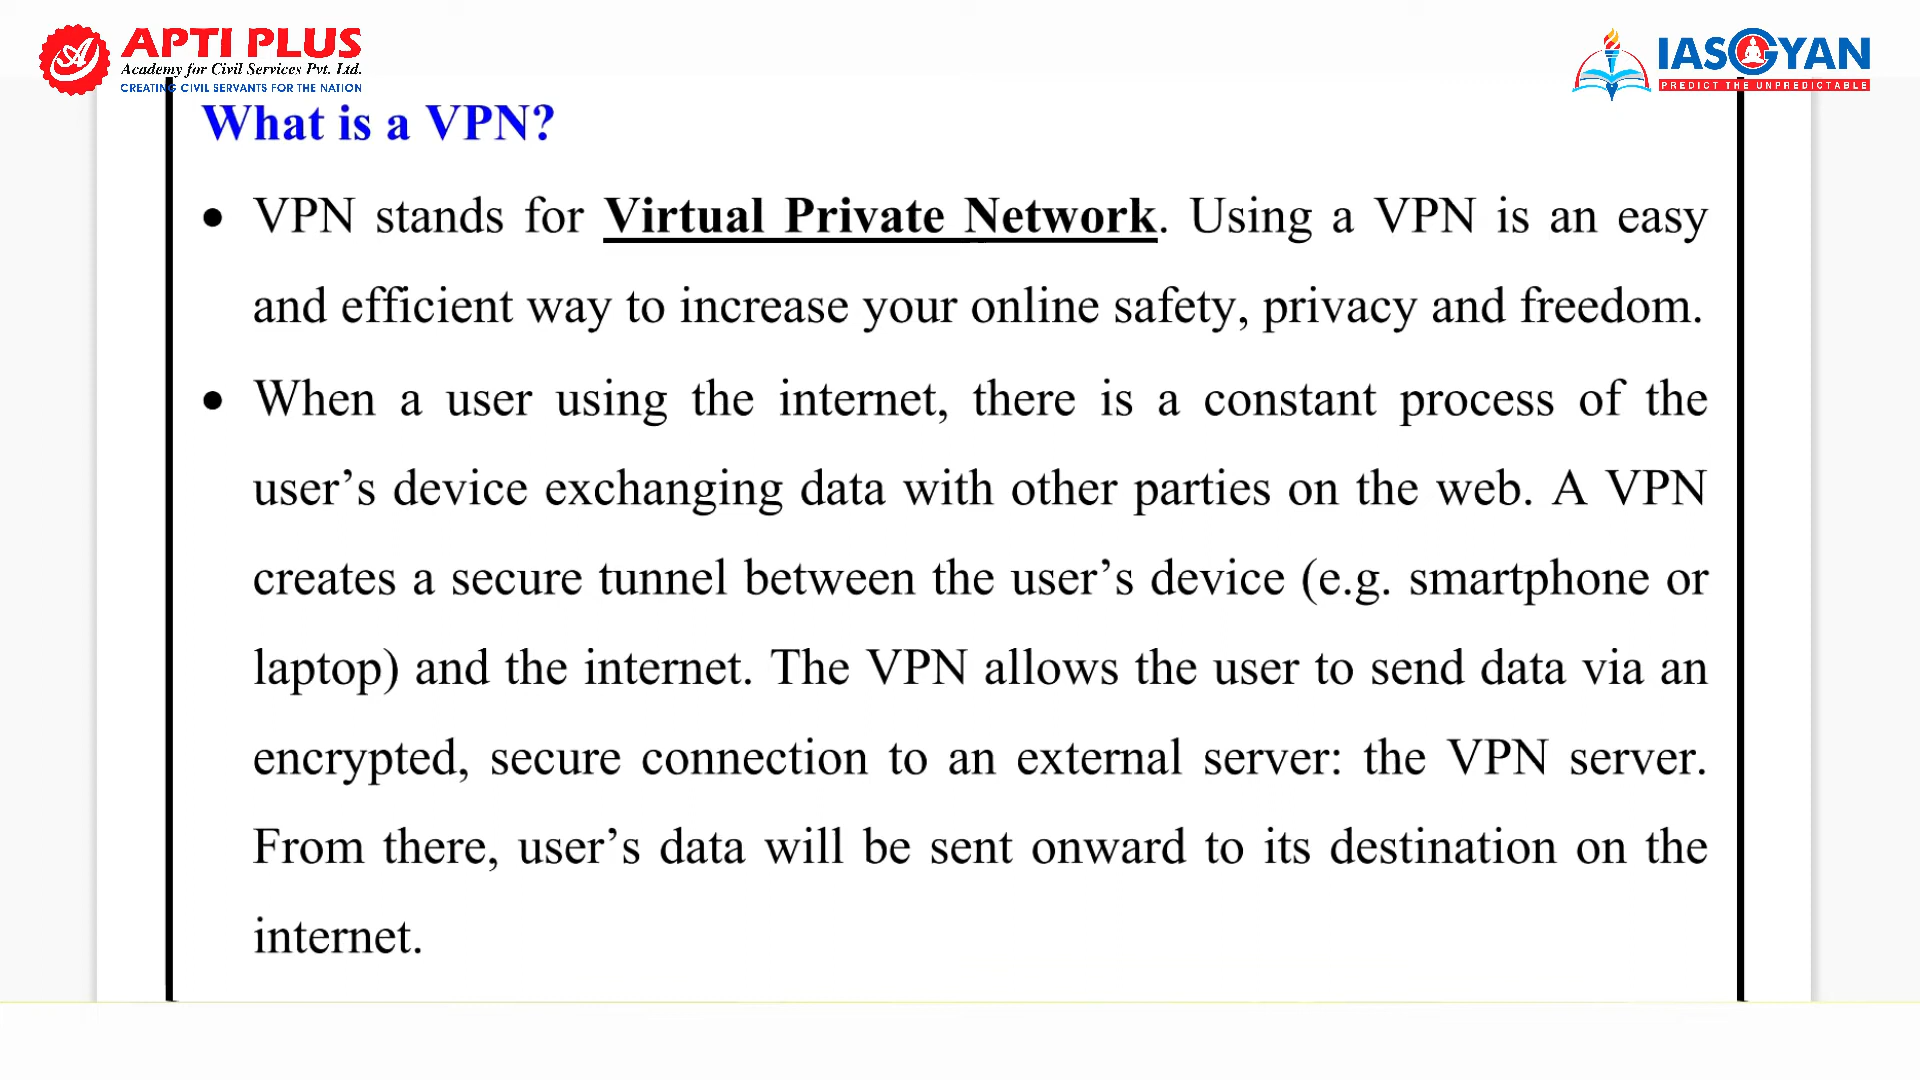 APTI PLUS
Academy for Civil Services Pvt. Ltd.
CREATING CIVIL SERVANTS FOR THE NATION
IASGYAN
PREDICT THE UNPREDICTABLE
What is a VPN?
• VPN stands for Virtual Private Network. Using a VPN is an easy
and efficient way to increase your online safety, privacy and freedom.
• When a user using the internet, there is a constant process of the
user’s device exchanging data with other parties on the web. A VPN
creates a secure tunnel between the user’s device (e.g. smartphone or
laptop) and the internet. The VPN allows the user to send data via an
encrypted, secure connection to an external server: the VPN server.
From there, user’s data will be sent onward to its destination on the
internet.